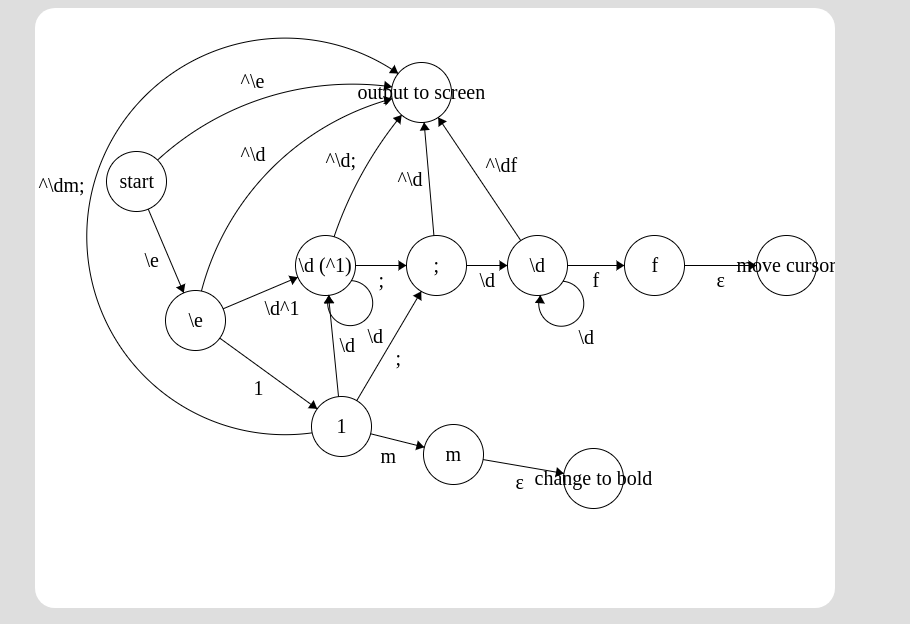 ^\e
output to screen
^\d
^\d;
^\df
^\d
start
^\dm;
\e
\d (^1)
;
;
\d
\d
f
f
ε
move cursor
\d^1
\e
\d
\d
\d
;
1
1
m
m
ε
change to bold